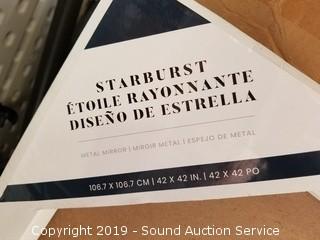 STARBURST
ÉTOILE RAYONNANTE
DISEÑO DE ESTRELLA
METAL MIRROR | MIROIR METAL | ESPEJO DE METAL
106.7 X 106.7 CM | 42 X 42 IN. | 42 X 42 PO
Copyright 2019 - Sound Auction Service